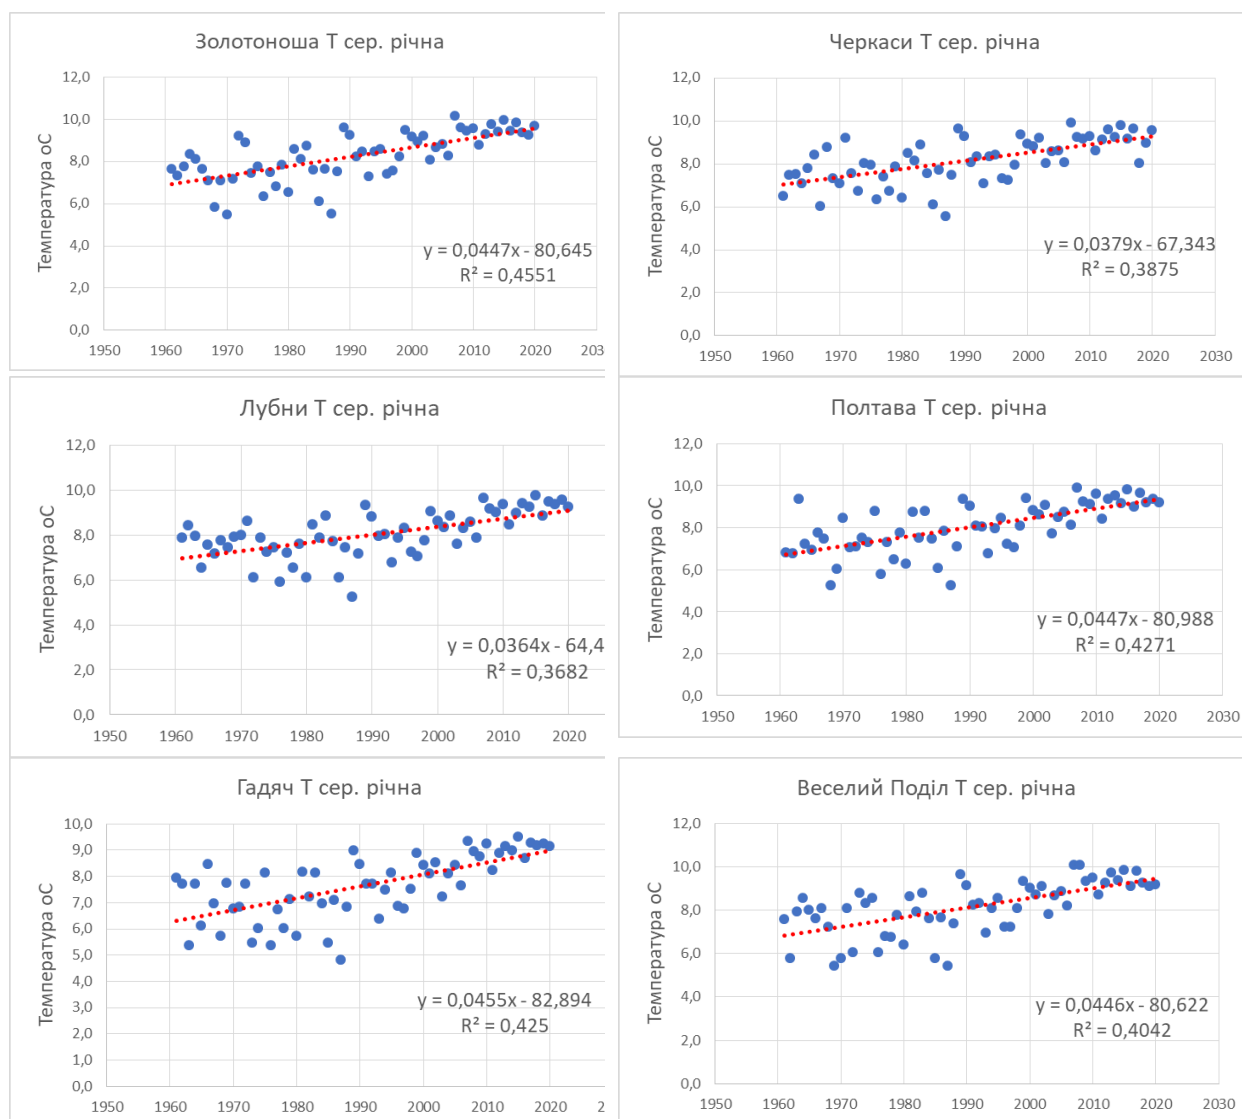 Золотоноша Т сер. річна
Температура оС
12,0
10,0
8,0
6,0
4,0
2,0
0,0
y = 0,0447x - 80,645
R² = 0,4551
1950 1960 1970 1980 1990 2000 2010 2020 203
Черкаси Т сер. річна
Температура оС
12,0
10,0
8,0
6,0
4,0
2,0
0,0
y = 0,0379x - 67,343
R² = 0,3875
1950 1960 1970 1980 1990 2000 2010 2020 2030
Лубни Т сер. річна
Температура оС
12,0
10,0
8,0
6,0
4,0
2,0
0,0
y = 0,0364x - 64,4
R² = 0,3682
1950 1960 1970 1980 1990 2000 2010 2020
Полтава Т сер. річна
Температура оС
12,0
10,0
8,0
6,0
4,0
2,0
0,0
y = 0,0447x - 80,988
R² = 0,4271
1950 1960 1970 1980 1990 2000 2010 2020 2030
Гадяч Т сер. річна
Температура оС
10,0
9,0
8,0
7,0
6,0
5,0
4,0
3,0
2,0
1,0
0,0
y = 0,0455x - 82,894
R² = 0,425
1950 1960 1970 1980 1990 2000 2010 2020 2
Веселий Поділ Т сер. річна
Температура оС
12,0
10,0
8,0
6,0
4,0
2,0
0,0
y = 0,0446x - 80,622
R² = 0,4042
1950 1960 1970 1980 1990 2000 2010 2020 2030